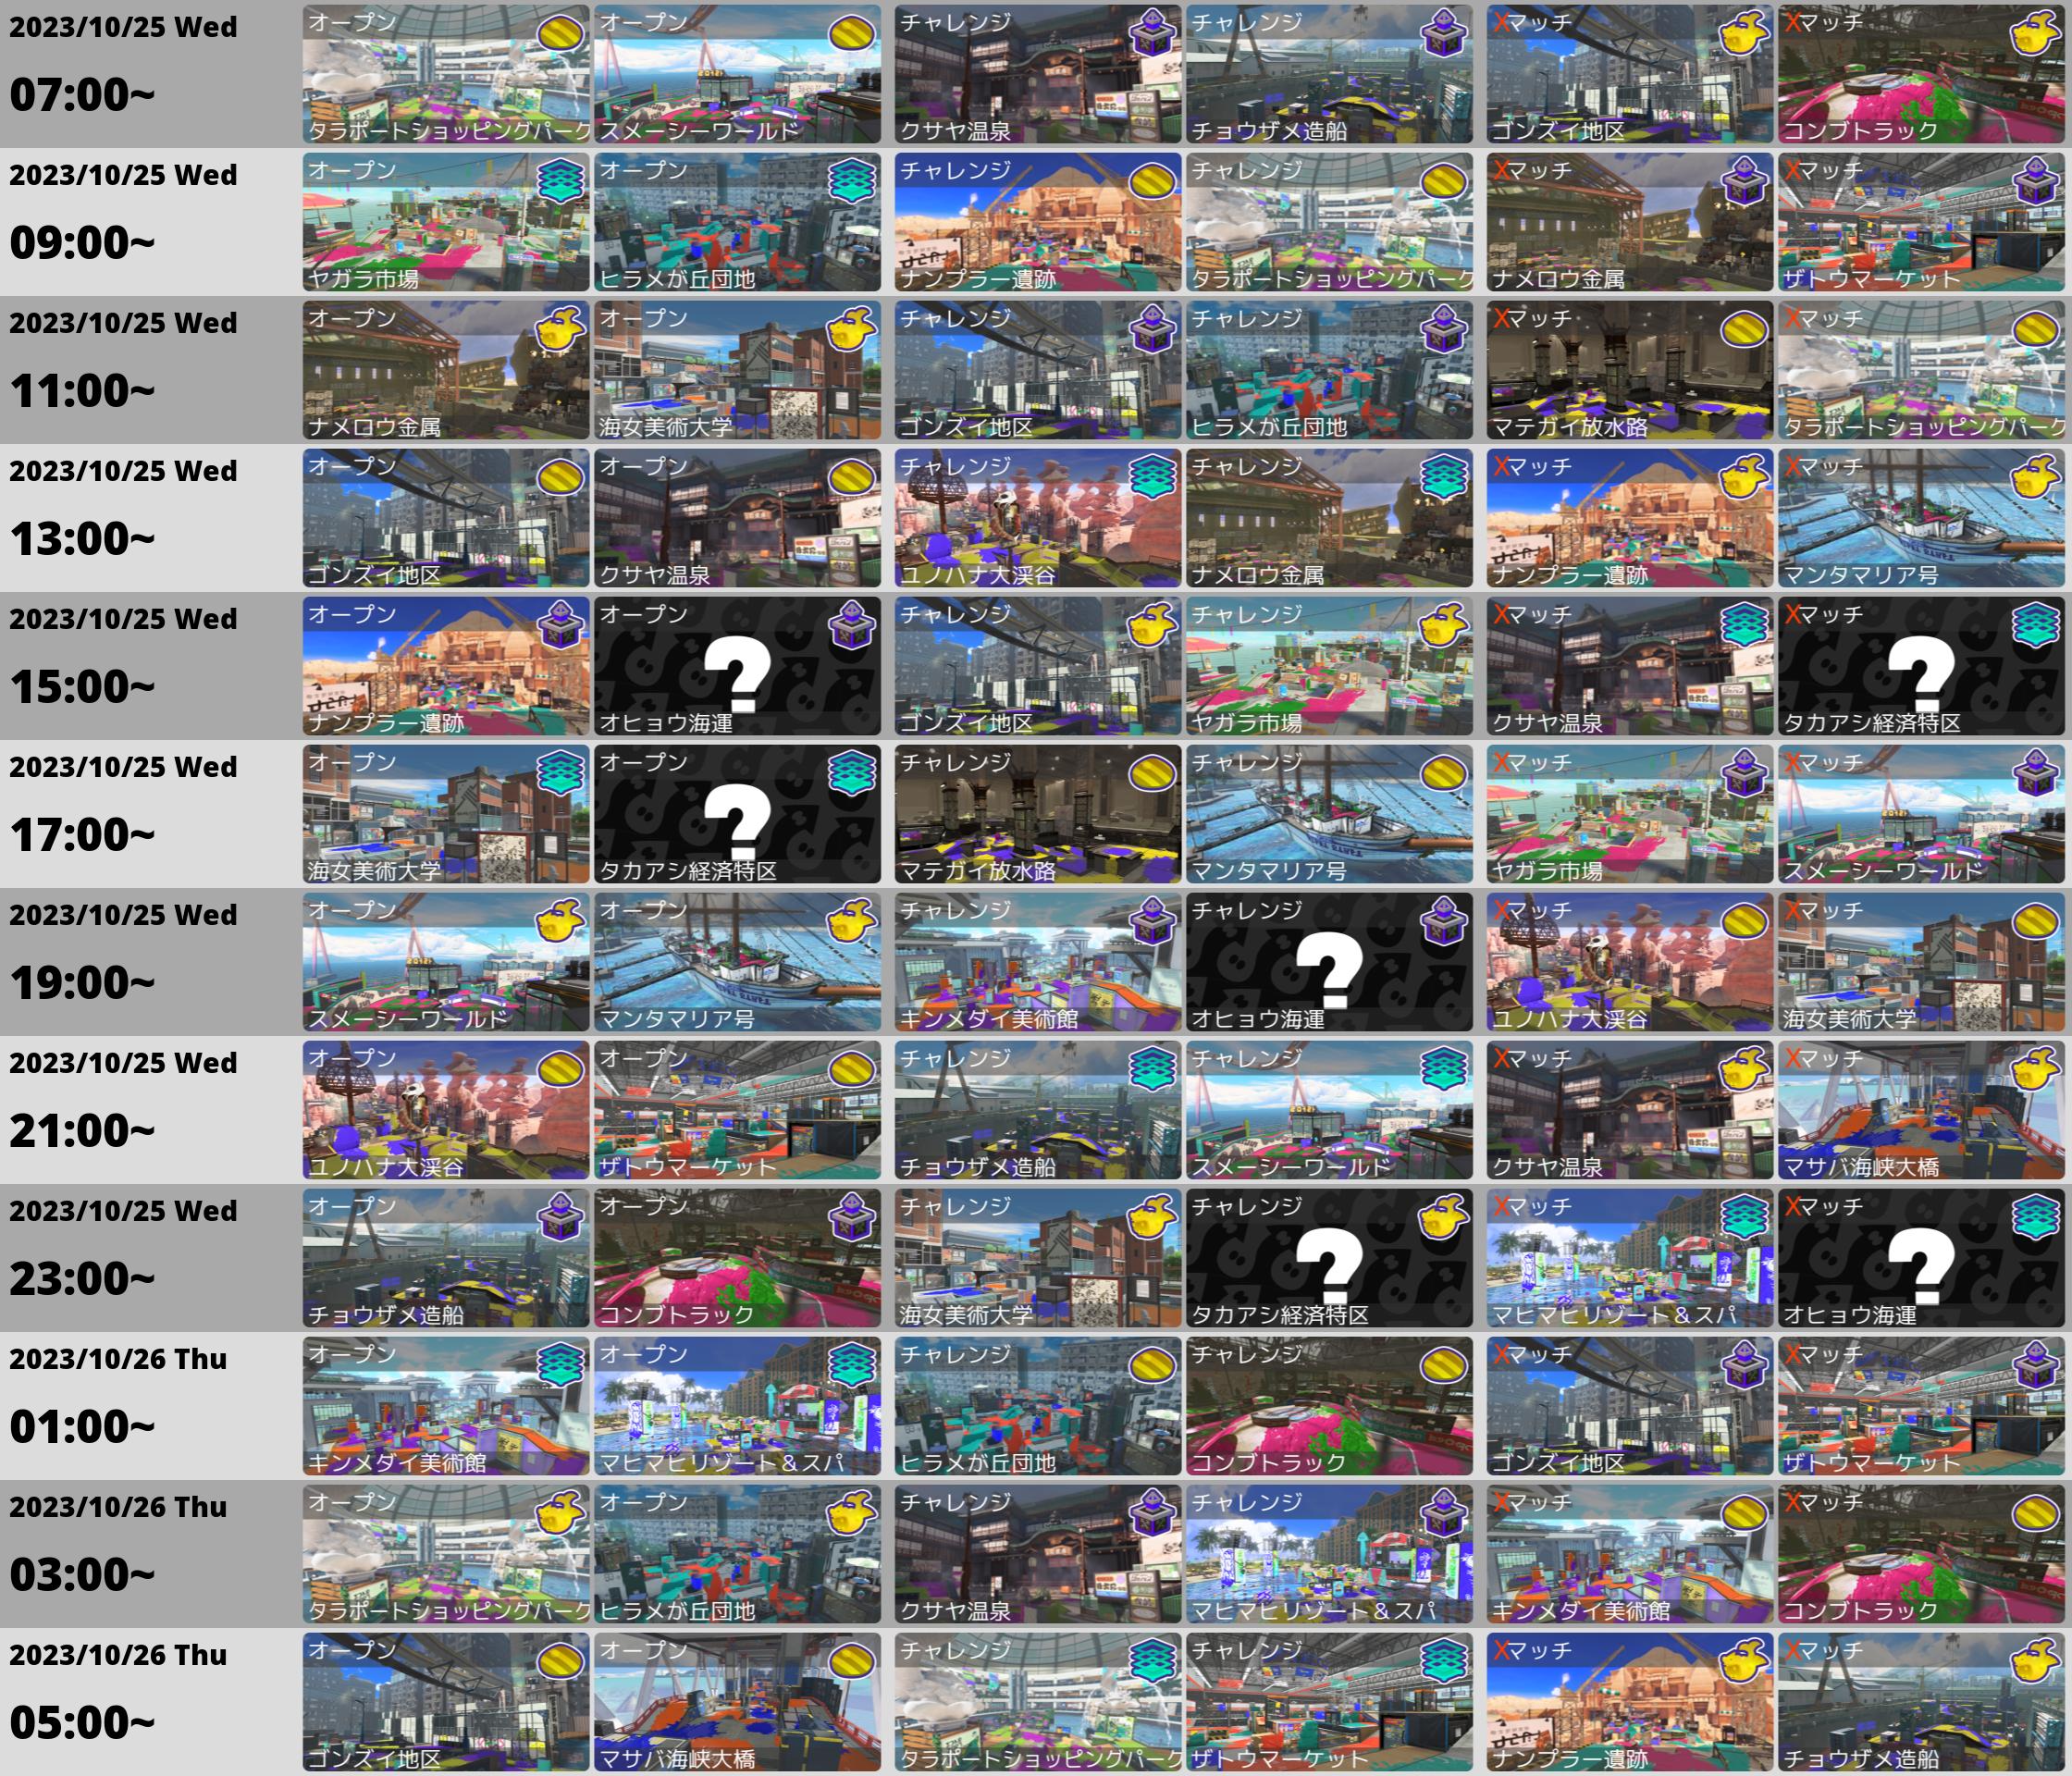 2023/10/25 Wed
07:00~
オープン オープン チャレンジ チャレンジ Xマッチ Xマッチ
タラポートショッピングパーク スメーシーワールド クサヤ温泉 チョウザメ造船 ゴンズイ地区 コンブトラック
2023/10/25 Wed
09:00~
オープン オープン チャレンジ チャレンジ Xマッチ Xマッチ
ヤガラ市場 ヒラメが丘団地 ナンプラー遺跡 タラポートショッピングパーク ナメロウ金属 ザトウマーケット
2023/10/25 Wed
11:00~
オープン オープン チャレンジ チャレンジ Xマッチ Xマッチ
ナメロウ金属 海女美術大学 ゴンズイ地区 ヒラメが丘団地 マテガイ放水路 タラポートショッピングパーク
2023/10/25 Wed
13:00~
オープン オープン チャレンジ チャレンジ Xマッチ Xマッチ
ゴンズイ地区 クサヤ温泉 ユノハナ大渓谷 ナメロウ金属 ナンプラー遺跡 マンタマリア号
2023/10/25 Wed
15:00~
オープン オープン チャレンジ チャレンジ Xマッチ Xマッチ
? ?
ナンプラー遺跡 オヒョウ海運 ゴンズイ地区 ヤガラ市場 クサヤ温泉 タカアシ経済特区
2023/10/25 Wed
17:00~
オープン オープン チャレンジ チャレンジ Xマッチ Xマッチ
?
海女美術大学 タカアシ経済特区 マテガイ放水路 マンタマリア号 ヤガラ市場 スメーシーワールド
2023/10/25 Wed
19:00~
オープン オープン チャレンジ チャレンジ Xマッチ Xマッチ
?
スメーシーワールド マンタマリア号 キンメダイ美術館 オヒョウ海運 ユノハナ大渓谷 海女美術大学
2023/10/25 Wed
21:00~
オープン オープン チャレンジ チャレンジ Xマッチ Xマッチ
ユノハナ大渓谷 ザトウマーケット チョウザメ造船 スメーシーワールド クサヤ温泉 マサバ海峡大橋
2023/10/25 Wed
23:00~
オープン オープン チャレンジ チャレンジ Xマッチ Xマッチ
? ?
チョウザメ造船 コンブトラック 海女美術大学 タカアシ経済特区 マヒマヒリゾート＆スパ オヒョウ海運
2023/10/26 Thu
01:00~
オープン オープン チャレンジ チャレンジ Xマッチ Xマッチ
キンメダイ美術館 マヒマヒリゾート＆スパ ヒラメが丘団地 コンブトラック ゴンズイ地区 ザトウマーケット
2023/10/26 Thu
03:00~
オープン オープン チャレンジ チャレンジ Xマッチ Xマッチ
タラポートショッピングパーク ヒラメが丘団地 クサヤ温泉 マヒマヒリゾート＆スパ キンメダイ美術館 コンブトラック
2023/10/26 Thu
05:00~
オープン オープン チャレンジ チャレンジ Xマッチ Xマッチ
ゴンズイ地区 マサバ海峡大橋 タラポートショッピングパーク ザトウマーケット ナンプラー遺跡 チョウザメ造船